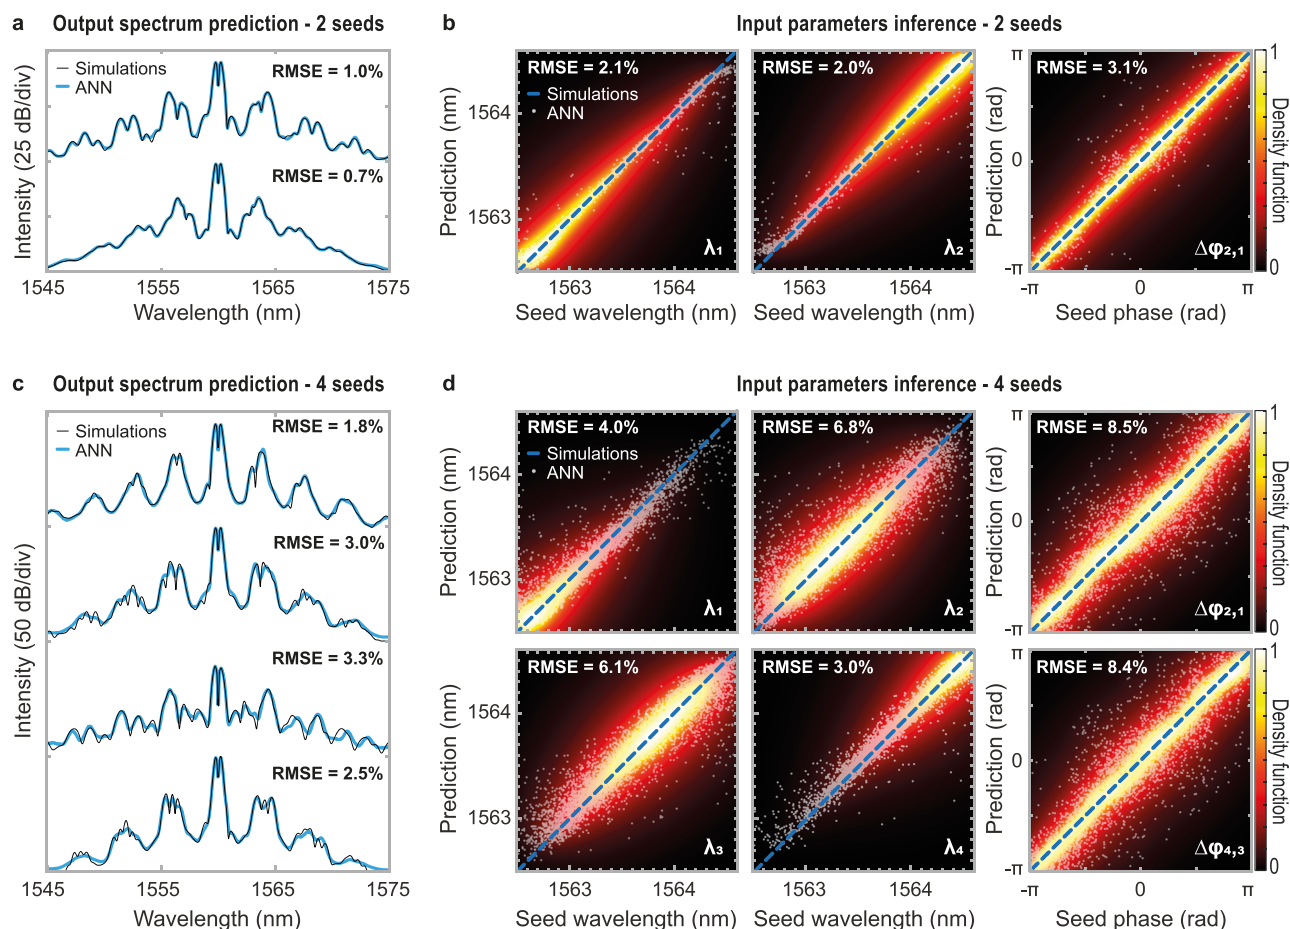 a Output spectrum prediction - 2 seeds
Simulations
ANN
RMSE = 1.0%
RMSE = 0.7%
Intensity (25 dB/div)
1545 1555 1565 1575
Wavelength (nm)
b Input parameters inference - 2 seeds
RMSE = 2.1%
Simulations
ANN
λ1
Prediction (nm)
1564
1563
1563 1564
Seed wavelength (nm)
RMSE = 2.0%
λ2
1563 1564
Seed wavelength (nm)
RMSE = 3.1%
Δφ2,1
Prediction (rad)
π
0
-π
-π 0 π
Seed phase (rad)
1
0
Density function
c Output spectrum prediction - 4 seeds
Simulations
ANN
RMSE = 1.8%
RMSE = 3.0%
RMSE = 3.3%
RMSE = 2.5%
Intensity (50 dB/div)
1545 1555 1565 1575
Wavelength (nm)
d Input parameters inference - 4 seeds
RMSE = 4.0%
Simulations
ANN
λ1
Prediction (nm)
1564
1563
RMSE = 6.8%
λ2
RMSE = 8.5%
Δφ2,1
Prediction (rad)
π
0
-π
1
0
Density function
RMSE = 6.1%
λ3
Prediction (nm)
1564
1563
1563 1564
Seed wavelength (nm)
RMSE = 3.0%
λ4
1563 1564
Seed wavelength (nm)
RMSE = 8.4%
Δφ4,3
Prediction (rad)
π
0
-π
-π 0 π
Seed phase (rad)
1
0
Density function